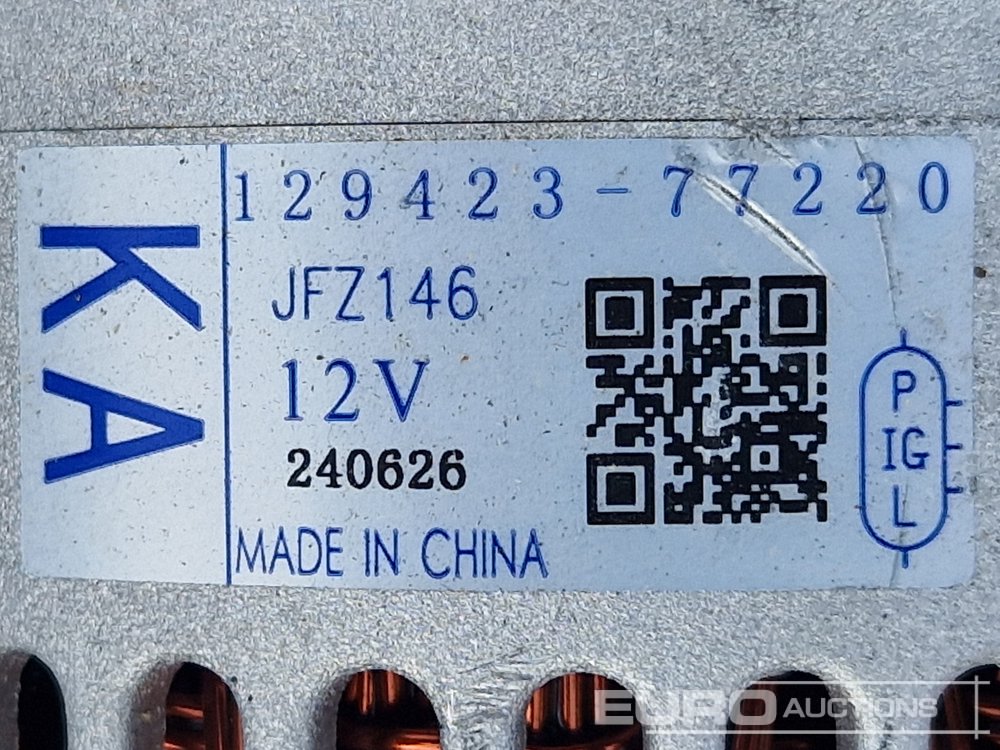 KA
129423-77220
JFZ146
12V
240626
MADE IN CHINA
P
IG
L
EURO AUCTIONS